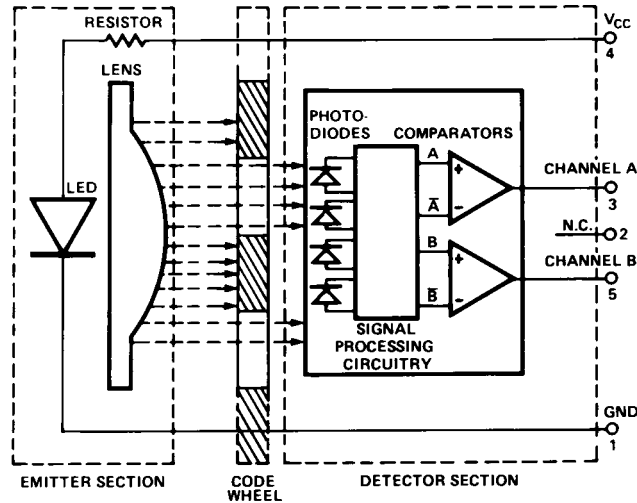 RESISTOR
V_CC
4
LENS
PHOTO-
DIODES
COMPARATORS
A
+
CHANNEL A
3
LED
A̅
−
N.C.
2
B
+
CHANNEL B
5
B̅
−
SIGNAL
PROCESSING
CIRCUITRY
GND
1
EMITTER SECTION
CODE
WHEEL
DETECTOR SECTION